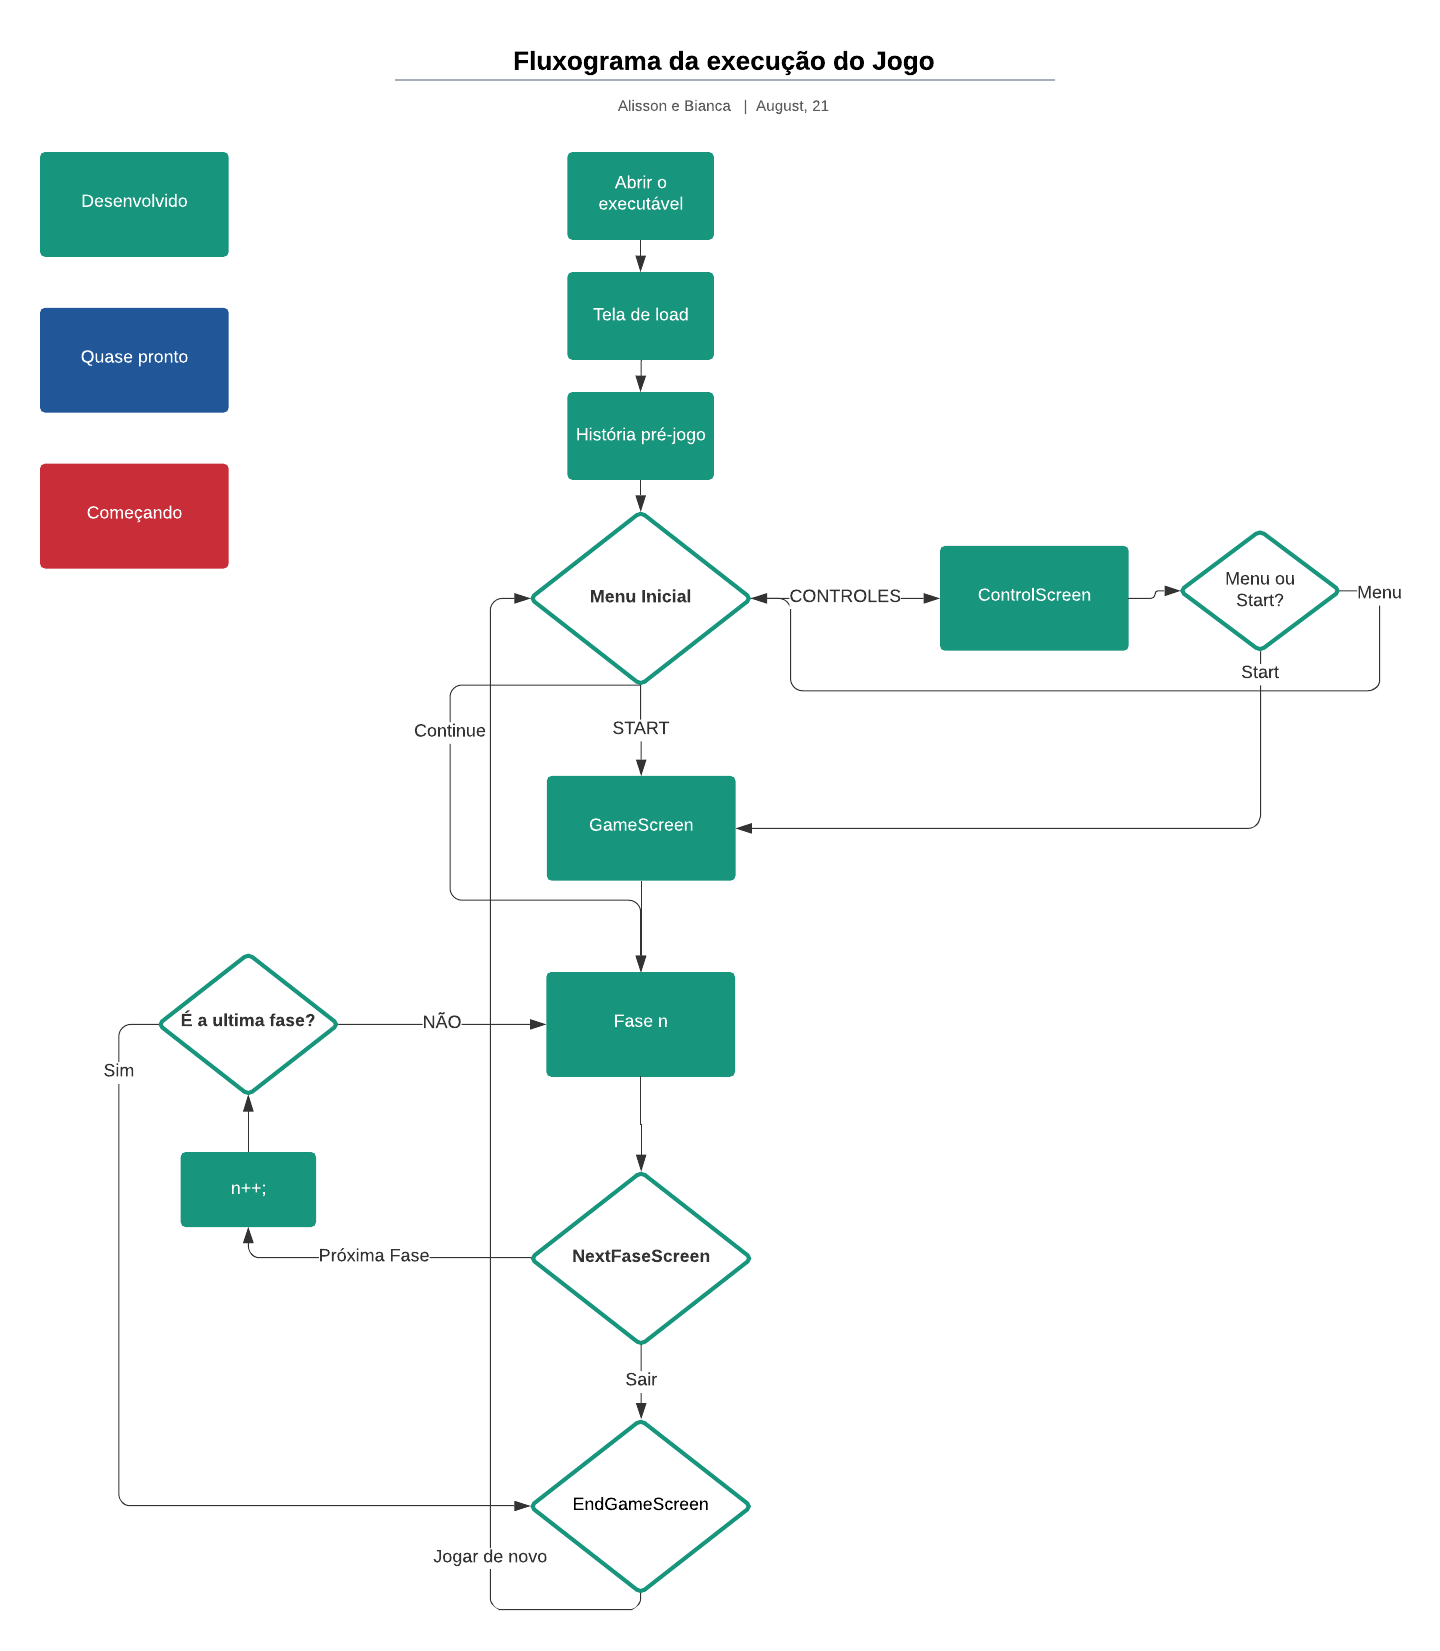 Fluxograma da execução do Jogo
Alisson e Bianca | August, 21
Desenvolvido
Quase pronto
Começando
Abrir o
executável
Tela de load
História pré-jogo
Menu Inicial
CONTROLES
ControlScreen
Menu ou
Start?
Menu
Start
Continue
START
GameScreen
É a ultima fase?
NÃO
Fase n
Sim
n++;
Próxima Fase
NextFaseScreen
Sair
EndGameScreen
Jogar de novo